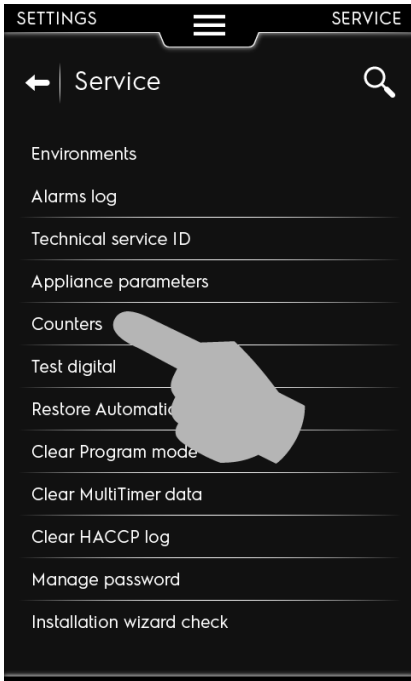 SETTINGS SERVICE
Service
Environments
Alarms log
Technical service ID
Appliance parameters
Counters
Test digital
Restore
Clear Program mode
Clear MultiTimer data
Clear HACCP log
Manage password
Installation wizard check